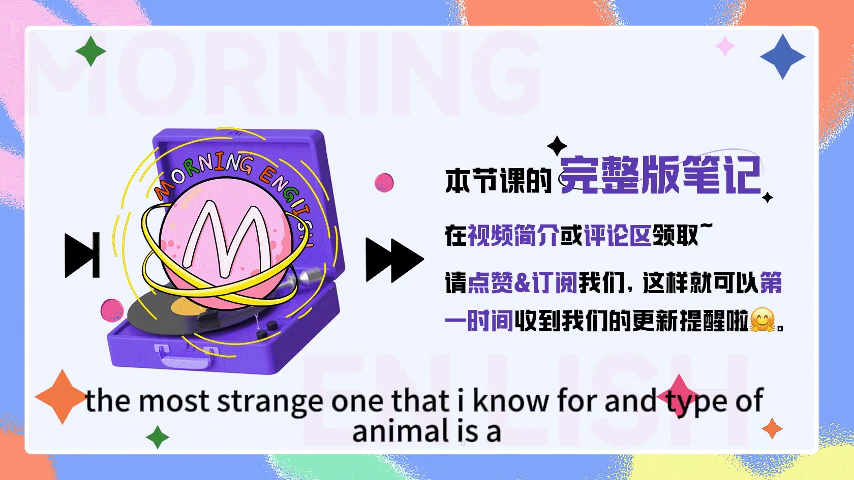 MORNING
MORNING ENGLISH
M
本节课的 完整版笔记
在视频简介或评论区领取~
请点赞&订阅我们，这样就可以第
一时间收到我们的更新提醒啦🤗。
ENGLISH
the most strange one that i know for and type of
animal is a